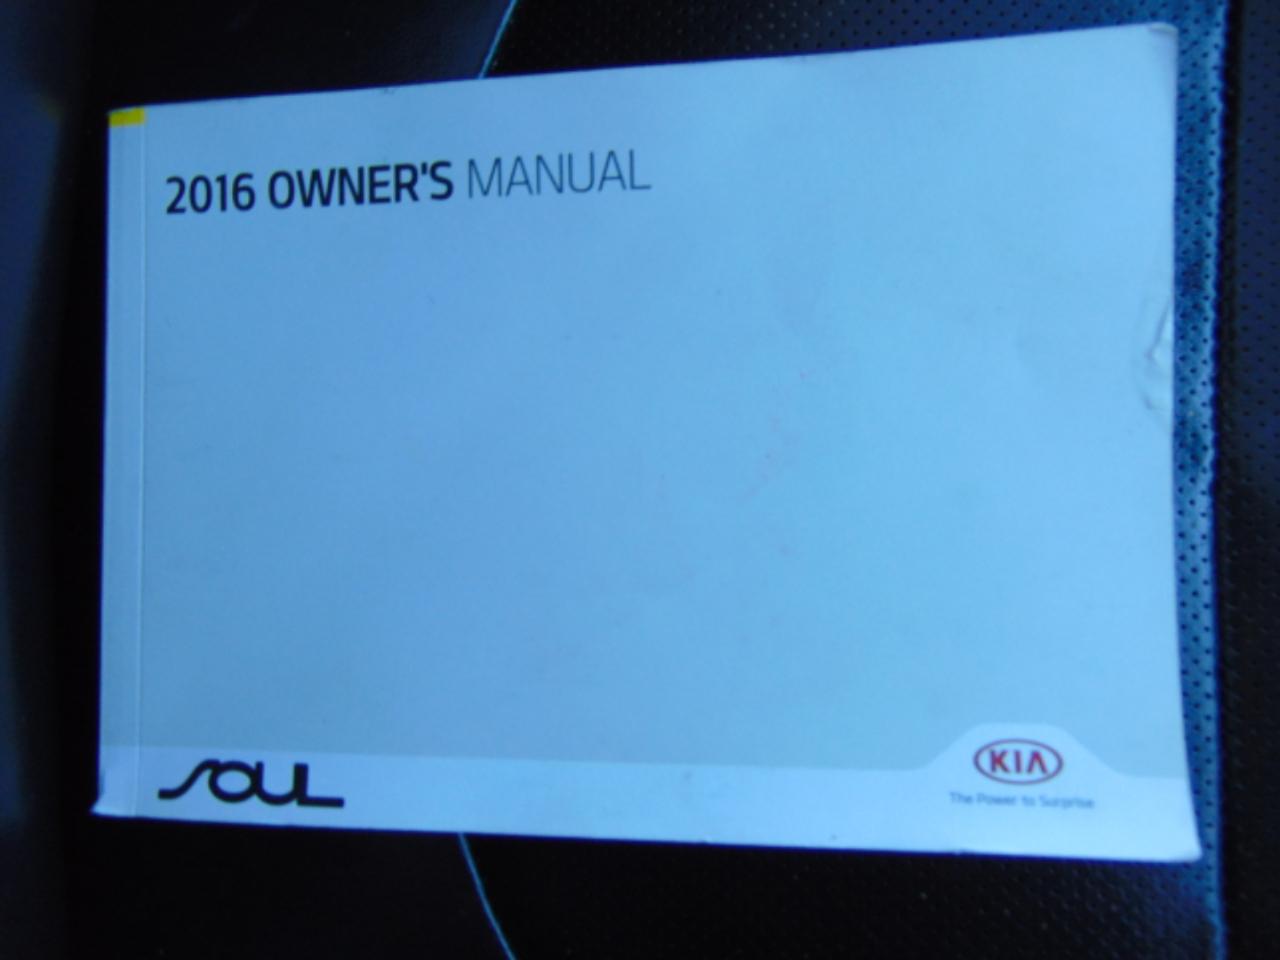 2016 OWNER'S MANUAL
SOUL
KIA
The Power to Surprise